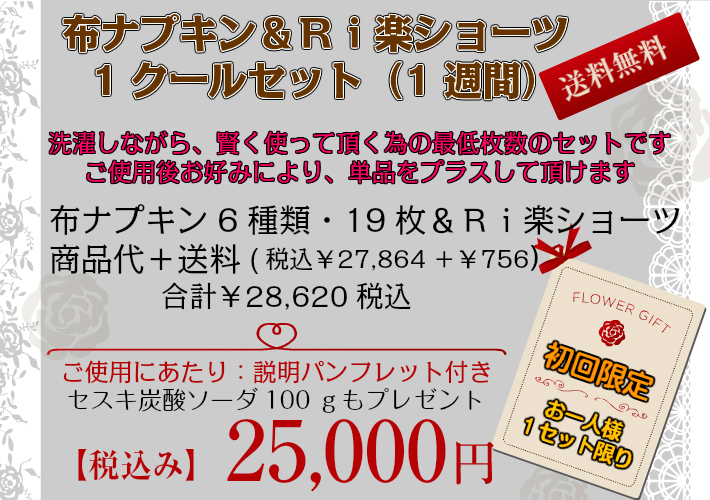 布ナプキン＆Ｒｉ楽ショーツ
1クールセット（1週間）
送料無料
洗濯しながら、賢く使って頂く為の最低枚数のセットです
ご使用後お好みにより、単品をプラスして頂けます
布ナプキン６種類・19枚＆Ｒｉ楽ショーツ
商品代＋送料(税込￥27,864＋￥756)
合計￥28,620税込
FLOWER GIFT
初回限定
お一人様
1セット限り
ご使用にあたり：説明パンフレット付き
セスキ炭酸ソーダ100ｇもプレゼント
【税込み】25,000円